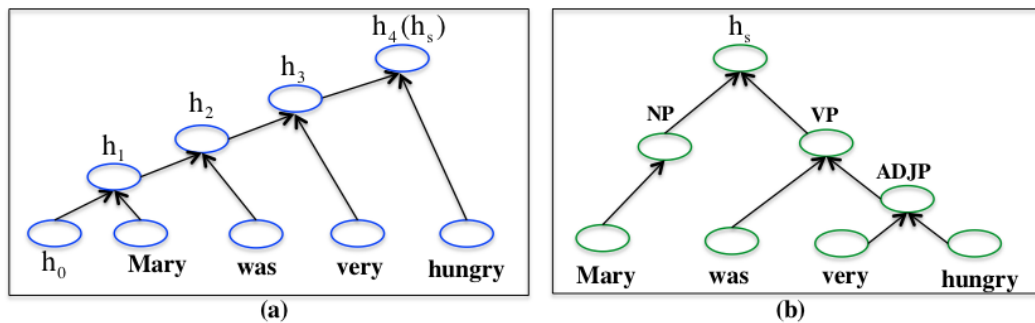 h4(hs)
h3
h2
h1
h0
Mary
was
very
hungry
(a)
hs
NP
VP
ADJP
Mary
was
very
hungry
(b)